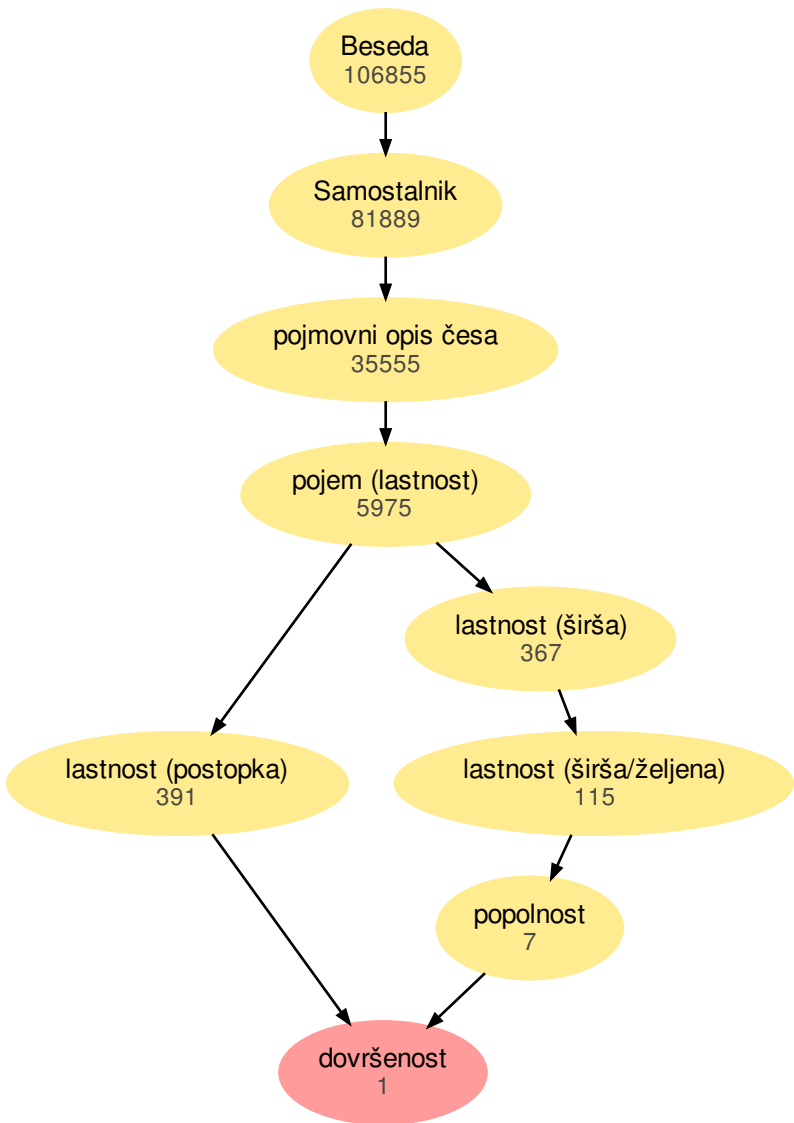 Beseda
106855
Samostalnik
81889
pojmovni opis česa
35555
pojem (lastnost)
5975
lastnost (širša)
367
lastnost (postopka)
391
lastnost (širša/željena)
115
popolnost
7
dovršenost
1